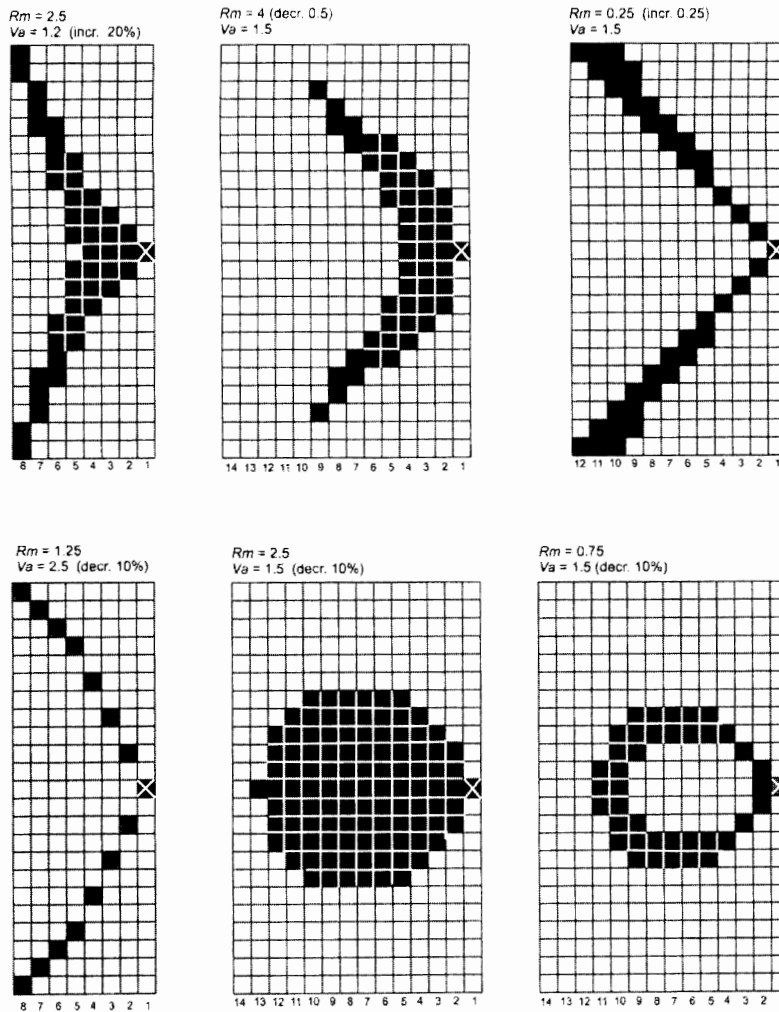 Rm = 2.5
Va = 1.2 (incr. 20%)
Rm = 4 (decr. 0.5)
Va = 1.5
Rm = 0.25 (incr. 0.25)
Va = 1.5
8 7 6 5 4 3 2 1
14 13 12 11 10 9 8 7 6 5 4 3 2 1
12 11 10 9 8 7 6 5 4 3 2 1
Rm = 1.25
Va = 2.5 (decr. 10%)
Rm = 2.5
Va = 1.5 (decr. 10%)
Rm = 0.75
Va = 1.5 (decr. 10%)
8 7 6 5 4 3 2 1
14 13 12 11 10 9 8 7 6 5 4 3 2 1
14 13 12 11 10 9 8 7 6 5 4 3 2